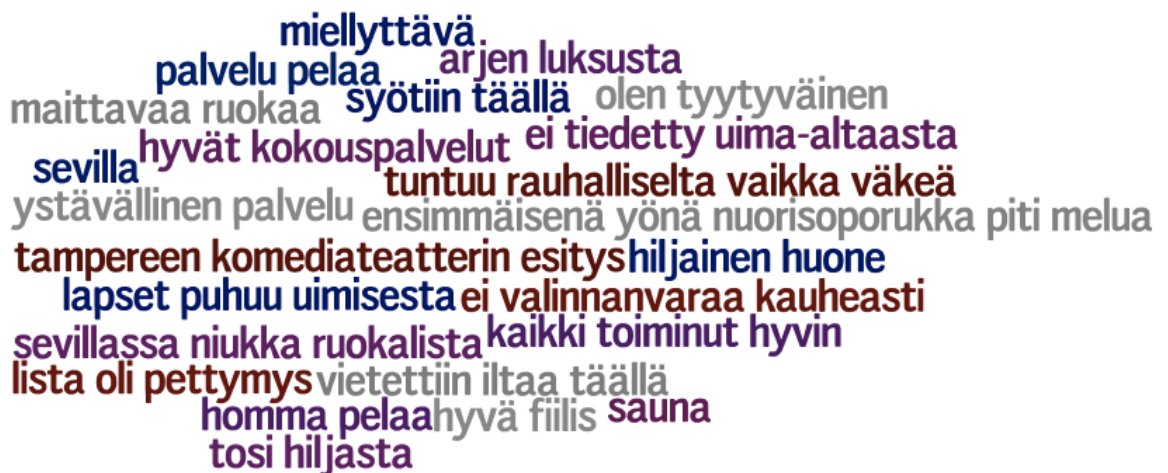 miellyttävä
palvelu pelaa arjen luksusta
maittavaa ruokaa syötiin täällä olen tyytyväinen
hyvät kokouspalvelut ei tiedetty uima-altaasta
sevilla tuntuu rauhalliselta vaikka väkeä
ystävällinen palvelu ensimmäisenä yönä nuorisoporukka piti melua
tampereen komediateatterin esitys hiljainen huone
lapset puhuu uimisesta ei valinnanvaraa kauheasti
sevillassa niukka ruokalista kaikki toiminut hyvin
lista oli pettymys vietettiin iltaa täällä
homma pelaa hyvä fiilis sauna
tosi hiljasta